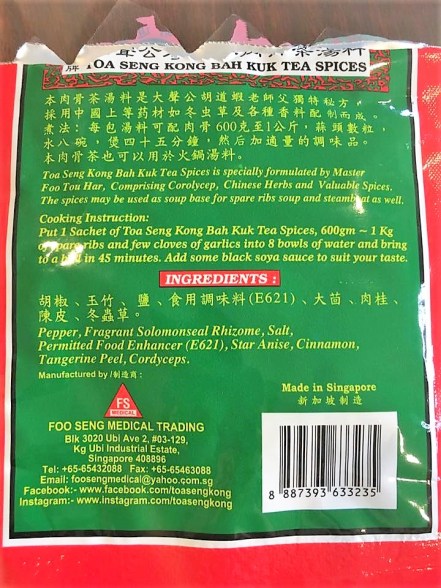 大聲公 湯料
牌 TOA SENG KONG BAH KUK TEA SPICES
本肉骨茶湯料是大聲公胡道蝦老師父獨特秘方，
採用中國上等药材如冬虫草及各種香料配制而成。
煮法：每包湯料可配肉骨600克至1公斤，蒜頭數粒，
水八碗，煲四十五分鐘，然后加適量的調味品。
本肉骨茶也可以用於火鍋湯料。
Toa Seng Kong Bah Kuk Tea Spices is specially formulated by Master
Foo Tou Har, Comprising Corolycep, Chinese Herbs and Valuable Spices.
The spices may be used as soup base for spare ribs soup and steamboat as well.
Cooking Instruction:
Put 1 Sachet of Toa Seng Kong Bah Kuk Tea Spices, 600gm ~ 1 Kg
of spare ribs and few cloves of garlics into 8 bowls of water and bring
to a boil in 45 minutes. Add some black soya sauce to suit your taste.
INGREDIENTS :
胡椒、玉竹、鹽、食用調味料(E621)、大茴、肉桂、
陳皮、冬蟲草。
Pepper, Fragrant Solomonseal Rhizome, Salt,
Permitted Food Enhancer (E621), Star Anise, Cinnamon,
Tangerine Peel, Cordyceps.
Manufactured by /制造商：
FS
MEDICAL
FOO SENG MEDICAL TRADING
Blk 3020 Ubi Ave 2, #03-129,
Kg Ubi Industrial Estate,
Singapore 408896
Tel: +65-65432088 Fax: +65-65463088
Email: foosengmedical@yahoo.com.sg
Facebook:- www.facebook.com/toasengkong
Instagram:- www.instagram.com/toasengkong
Made in Singapore
新加坡制造
8 887393 633235